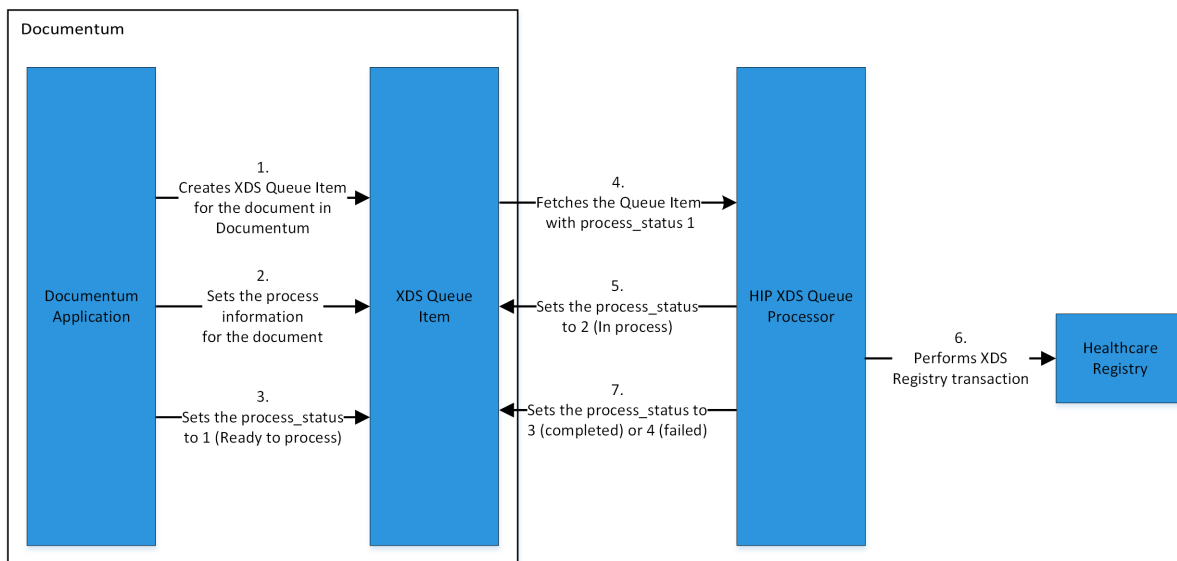 Documentum
1.
Creates XDS Queue Item
for the document in
Documentum
2.
Sets the process
information
for the document
3.
Sets the process_status
to 1 (Ready to process)
Documentum
Application
XDS Queue
Item
4.
Fetches the Queue Item
with process_status 1
5.
Sets the process_status
to 2 (In process)
7.
Sets the process_status to
3 (completed) or 4 (failed)
HIP XDS Queue
Processor
6.
Performs XDS
Registry transaction
Healthcare
Registry